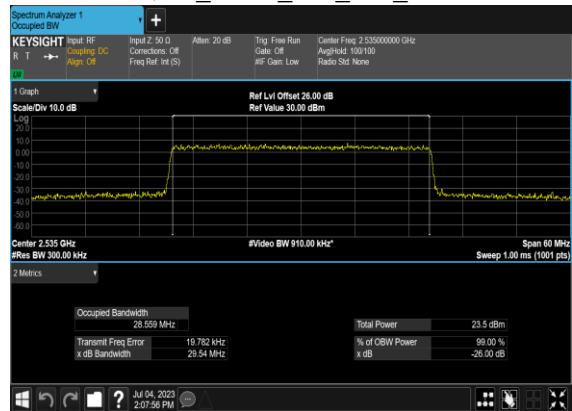 Spectrum Analyzer 1
Occupied BW
+
KEYSIGHT
R T
LW
Input: RF
Coupling: DC
Align: Off
Input Z: 50 Ω
Corrections: Off
Freq Ref: Int (S)
Atten: 20 dB
Trig: Free Run
Gate: Off
#IF Gain: Low
Center Freq: 2.535000000 GHz
Avg|Hold: 100/100
Radio Std: None
1 Graph
Scale/Div 10.0 dB
Ref Lvl Offset 26.00 dB
Ref Value 30.00 dBm
Log
20.0
10.0
0.00
-10.0
-20.0
-30.0
-40.0
-50.0
-60.0
Center 2.535 GHz
#Res BW 300.00 kHz
#Video BW 910.00 kHz*
Span 60 MHz
Sweep 1.00 ms (1001 pts)
2 Metrics
Occupied Bandwidth
28.559 MHz
Total Power 23.5 dBm
Transmit Freq Error 19.782 kHz
% of OBW Power 99.00 %
x dB Bandwidth 29.54 MHz
x dB -26.00 dB
?
Jul 04, 2023
2:07:56 PM